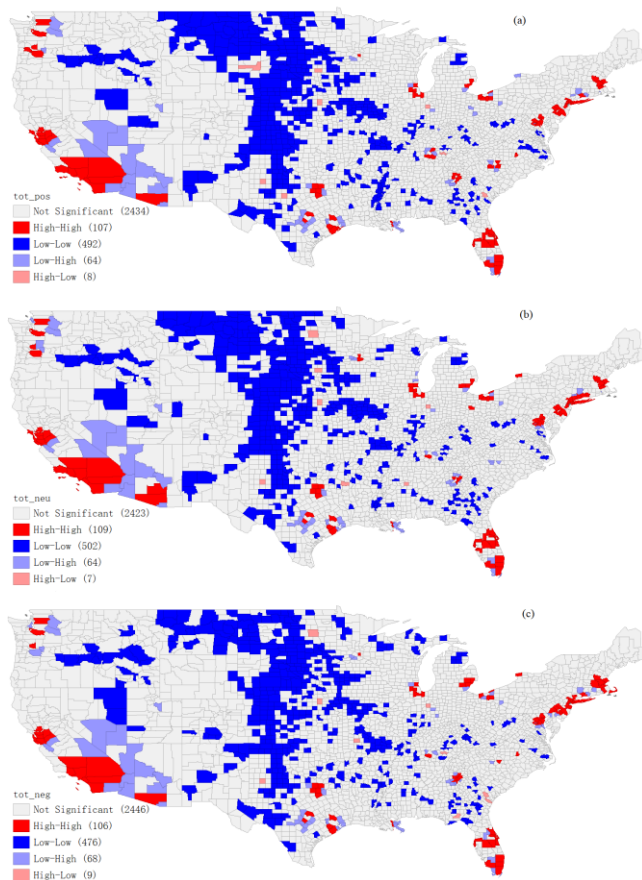 (a)
tot_pos
Not Significant (2434)
High-High (107)
Low-Low (492)
Low-High (64)
High-Low (8)
(b)
tot_neu
Not Significant (2423)
High-High (109)
Low-Low (502)
Low-High (64)
High-Low (7)
(c)
tot_neg
Not Significant (2446)
High-High (106)
Low-Low (476)
Low-High (68)
High-Low (9)